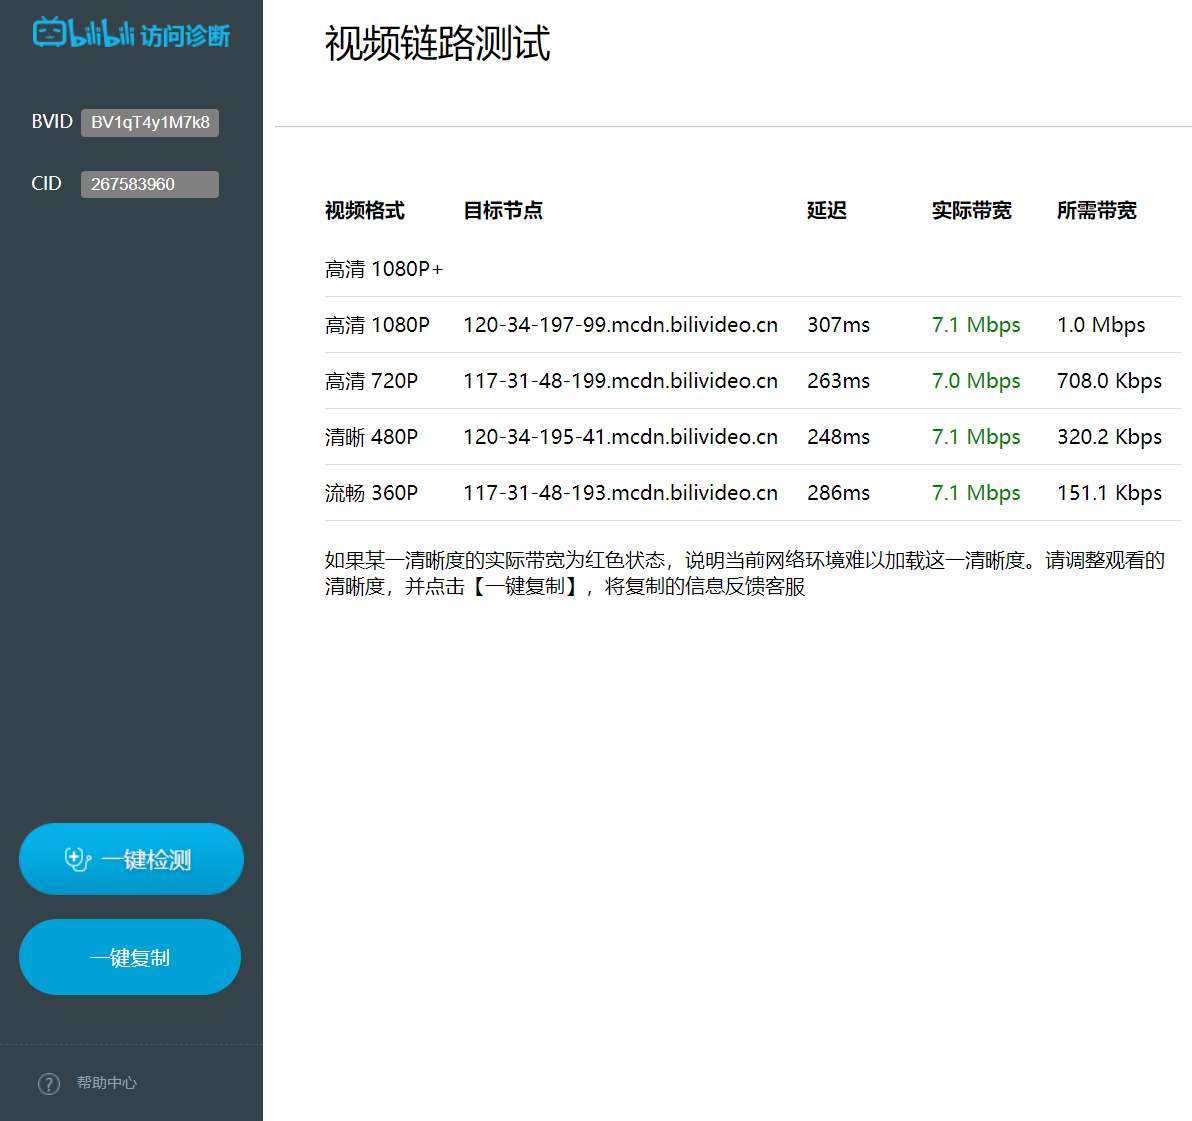 bilibili 访问诊断
BVID BV1qT4y1M7k8
CID 267583960
一键检测
一键复制
帮助中心
视频链路测试
视频格式 目标节点 延迟 实际带宽 所需带宽
高清 1080P+
高清 1080P 120-34-197-99.mcdn.bilivideo.cn 307ms 7.1 Mbps 1.0 Mbps
高清 720P 117-31-48-199.mcdn.bilivideo.cn 263ms 7.0 Mbps 708.0 Kbps
清晰 480P 120-34-195-41.mcdn.bilivideo.cn 248ms 7.1 Mbps 320.2 Kbps
流畅 360P 117-31-48-193.mcdn.bilivideo.cn 286ms 7.1 Mbps 151.1 Kbps
如果某一清晰度的实际带宽为红色状态，说明当前网络环境难以加载这一清晰度。请调整观看的
清晰度，并点击【一键复制】，将复制的信息反馈客服